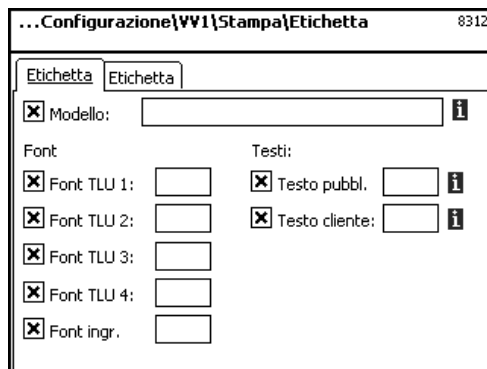 ...Configurazione\VV1\Stampa\Etichetta 8312
Etichetta Etichetta
Modello:
Font Testi:
Font TLU 1: Testo pubbl.
Font TLU 2: Testo cliente:
Font TLU 3:
Font TLU 4:
Font ingr.